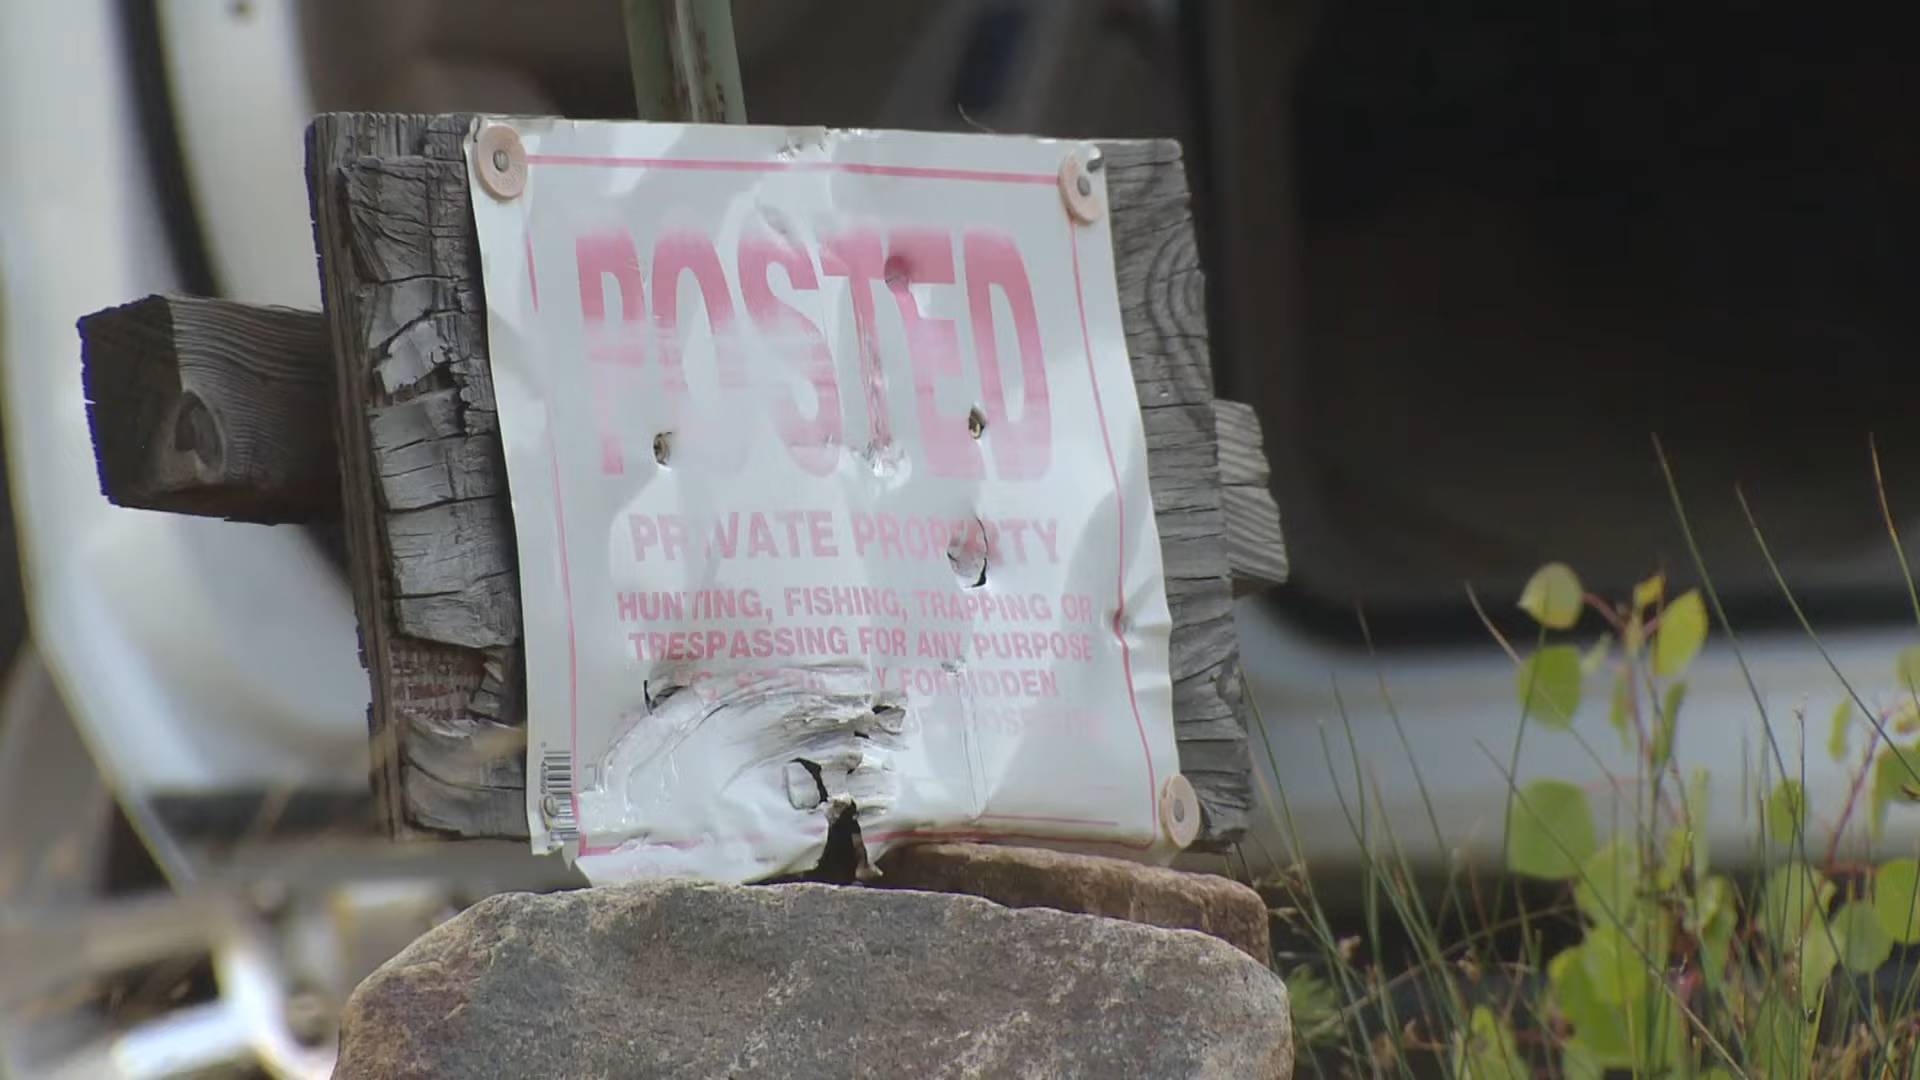 POSTED
PRIVATE PROPERTY
HUNTING, FISHING, TRAPPING OR
TRESPASSING FOR ANY PURPOSE
FORBIDDEN